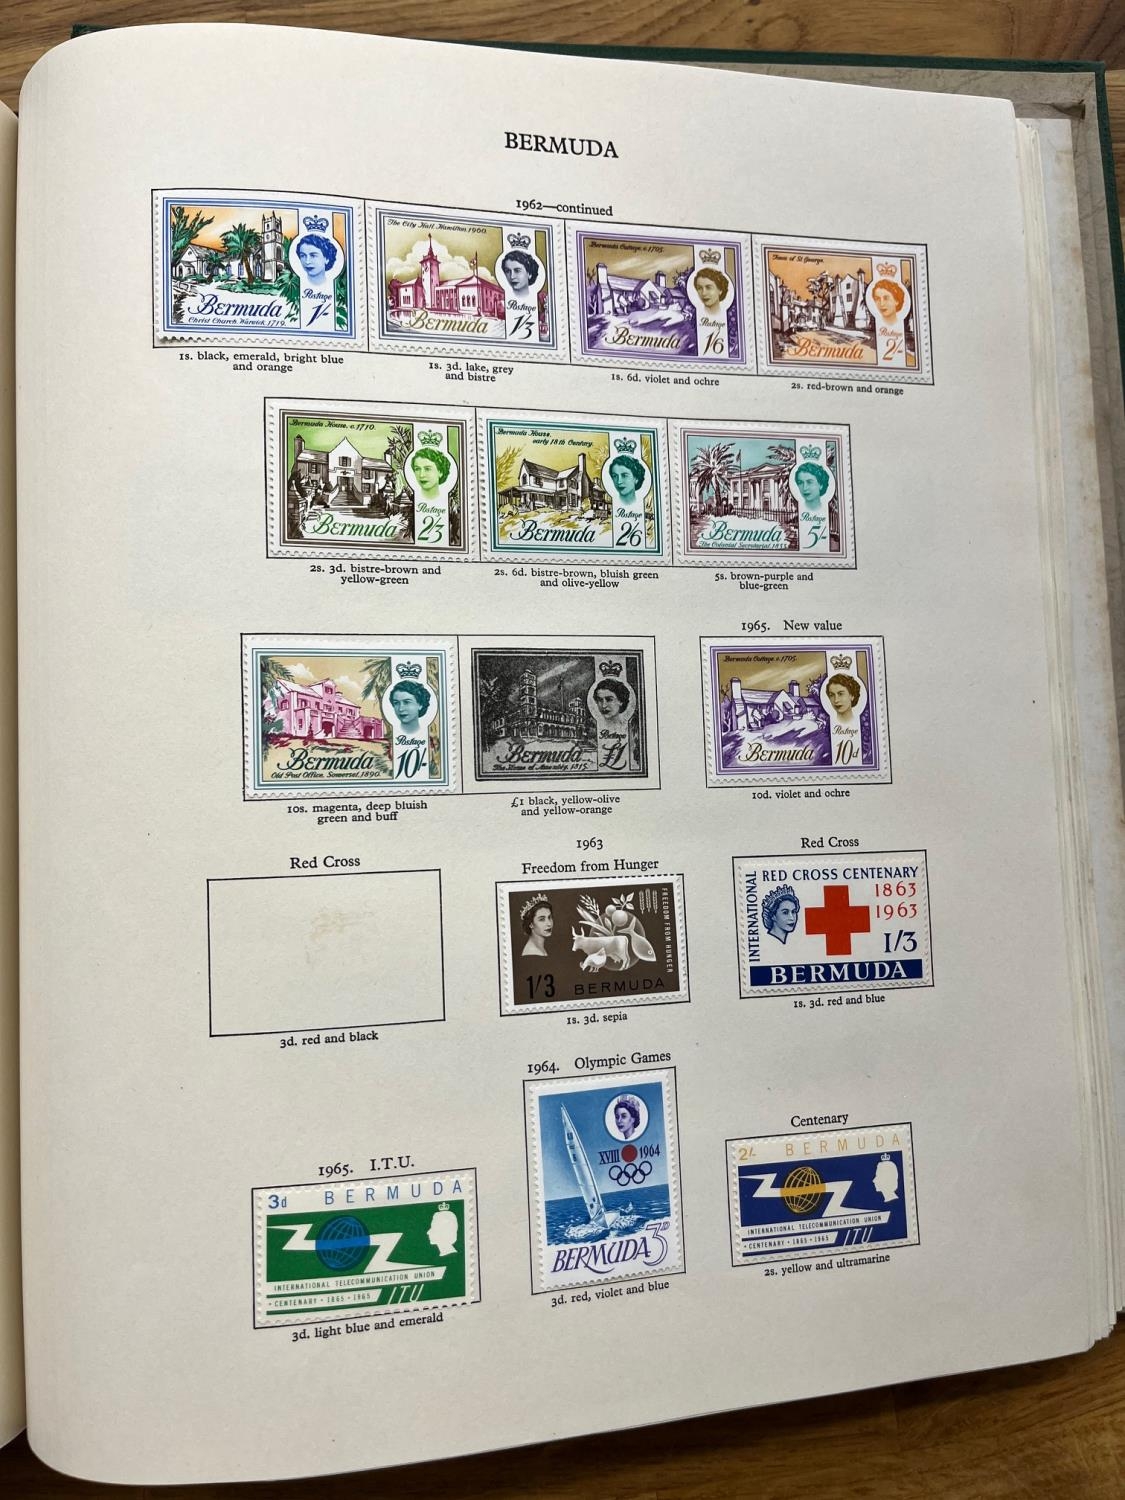 BERMUDA
1962—continued
Bermuda
Christ Church, Warwick, 1719.
Postage
1/-
The City Hall, Hamilton 1960.
Bermuda
Postage
1/3
Bermuda Cottage, c.1705.
Bermuda
Postage
1/6
Town of St George.
Bermuda
Postage
2/-
1s. black, emerald, bright blue
and orange
1s. 3d. lake, grey
and bistre
1s. 6d. violet and ochre
2s. red-brown and orange
Bermuda House, c.1710.
Bermuda
Postage
2/3
Bermuda House,
early 18th Century.
Bermuda
Postage
2/6
Bermuda
The Colonial Secretariat, 1833.
Postage
5/-
2s. 3d. bistre-brown and
yellow-green
2s. 6d. bistre-brown, bluish green
and olive-yellow
5s. brown-purple and
blue-green
1965. New value
Bermuda
Old Post Office, Somerset, 1890.
Postage
10/-
Bermuda
The House of Assembly, 1815.
Postage
£1
Bermuda Cottage, c.1705.
Bermuda
Postage
10d
10s. magenta, deep bluish
green and buff
£1 black, yellow-olive
and yellow-orange
10d. violet and ochre
1963
Red Cross
Freedom from Hunger
Red Cross
FREEDOM FROM HUNGER
1/3 BERMUDA
INTERNATIONAL
RED CROSS CENTENARY
1863
1963
1/3
BERMUDA
3d. red and black
1s. 3d. sepia
1s. 3d. red and blue
1964. Olympic Games
XVIII 1964
BERMUDA 3D
3d. red, violet and blue
1965. I.T.U.
3d BERMUDA
INTERNATIONAL TELECOMMUNICATION UNION
• CENTENARY • 1865 • 1965
ITU
3d. light blue and emerald
Centenary
2/- BERMUDA
INTERNATIONAL TELECOMMUNICATION UNION
• CENTENARY • 1865 • 1965
ITU
2s. yellow and ultramarine